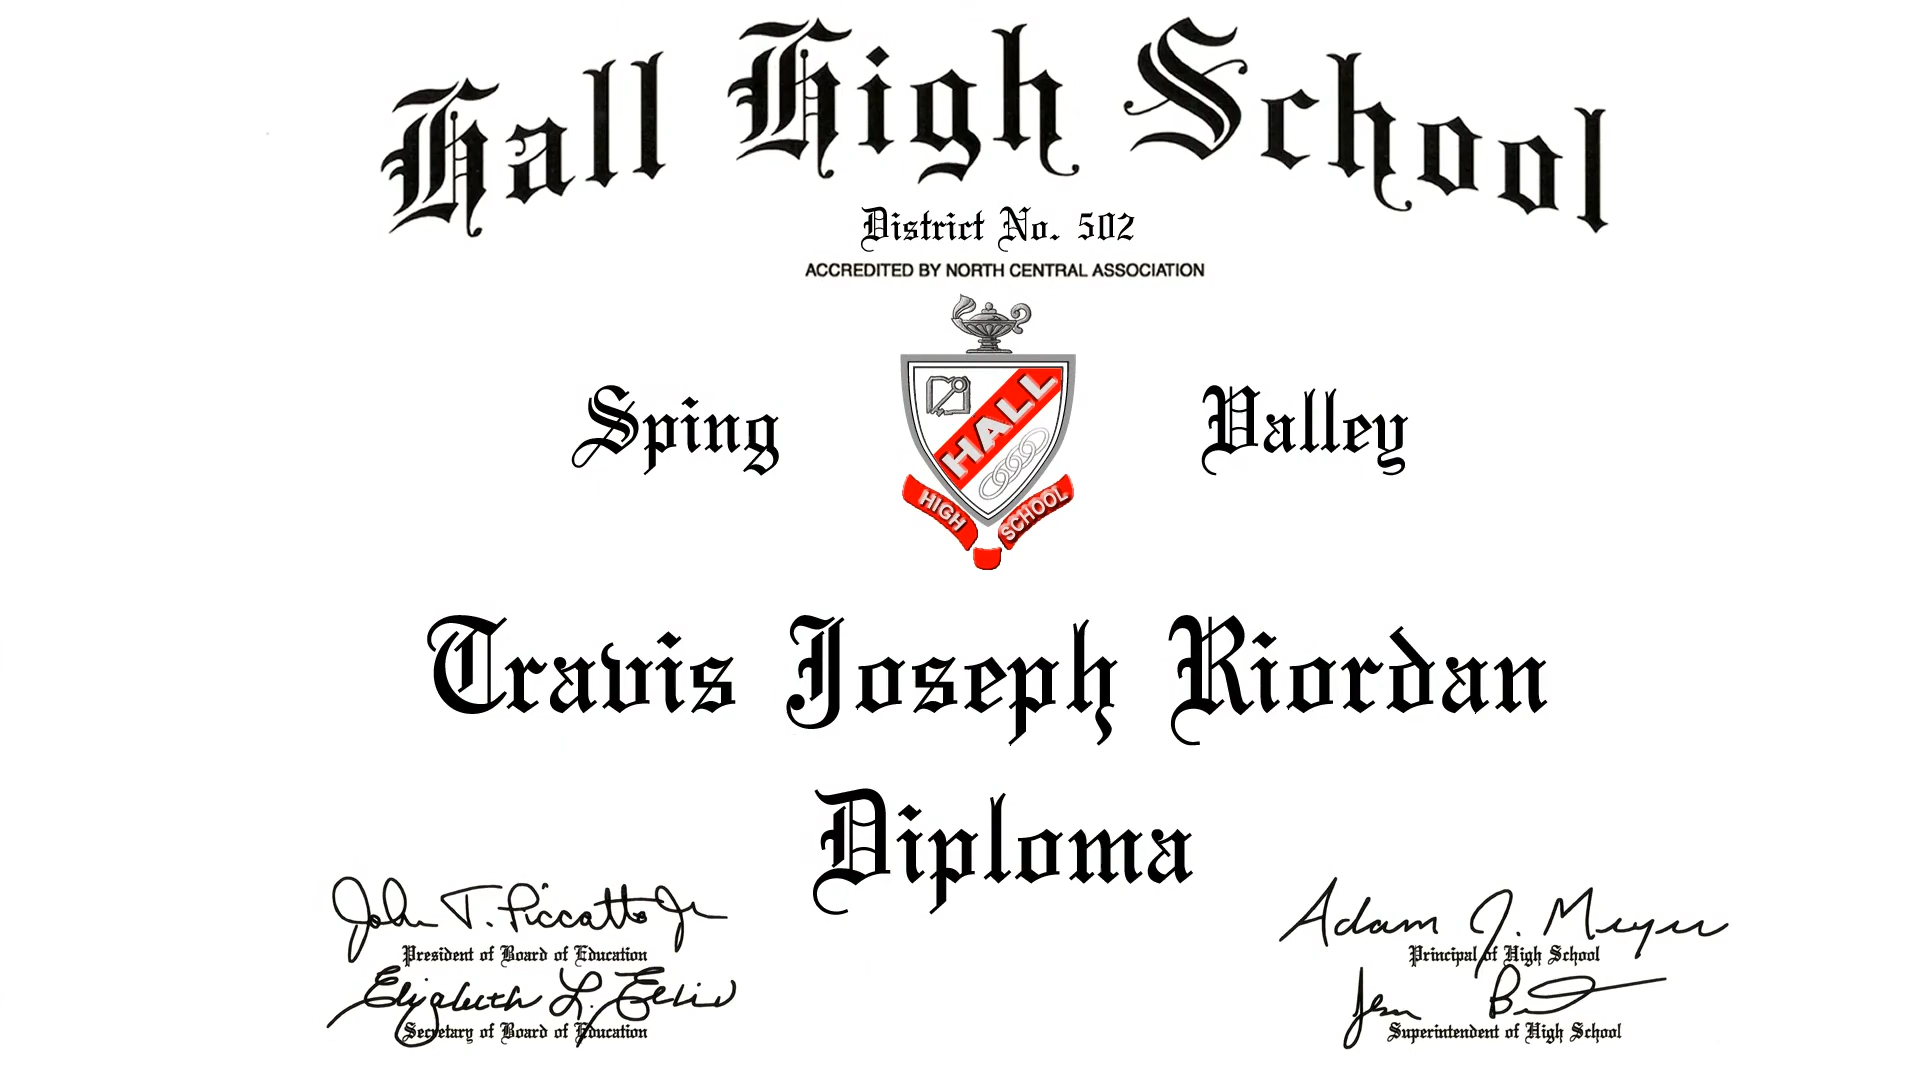 Hall High School
District No. 502
ACCREDITED BY NORTH CENTRAL ASSOCIATION
Sping Valley
HALL
HIGH SCHOOL
Travis Joseph Riordan
Diploma
John T. Piccatto Jr
President of Board of Education
Elizabeth L. Ellis
Secretary of Board of Education
Adam J. Meyer
Principal of High School
Superintendent of High School